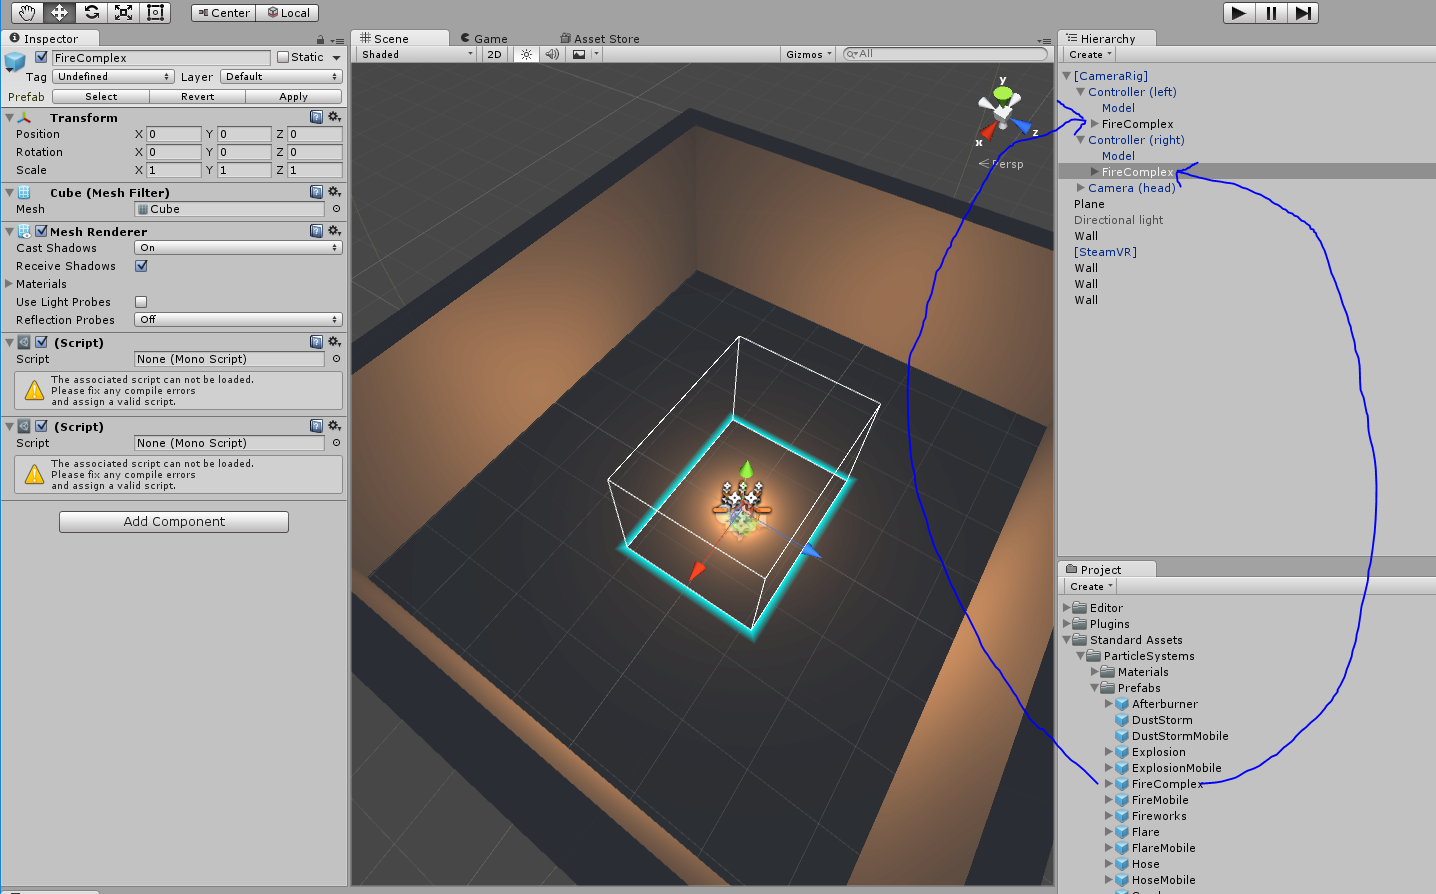 Center Local
Inspector
FireComplex Static
Tag Undefined Layer Default
Prefab Select Revert Apply
Transform
Position X 0 Y 0 Z 0
Rotation X 0 Y 0 Z 0
Scale X 1 Y 1 Z 1
Cube (Mesh Filter)
Mesh Cube
Mesh Renderer
Cast Shadows On
Receive Shadows
Materials
Use Light Probes
Reflection Probes Off
(Script)
Script None (Mono Script)
The associated script can not be loaded.
Please fix any compile errors
and assign a valid script.
(Script)
Script None (Mono Script)
The associated script can not be loaded.
Please fix any compile errors
and assign a valid script.
Add Component
Scene Game Asset Store
Shaded 2D Gizmos All
y
z
x
Persp
Hierarchy
Create
[CameraRig]
Controller (left)
Model
FireComplex
Controller (right)
Model
FireComplex
Camera (head)
Plane
Directional light
Wall
[SteamVR]
Wall
Wall
Wall
Project
Create
Editor
Plugins
Standard Assets
ParticleSystems
Materials
Prefabs
Afterburner
DustStorm
DustStormMobile
Explosion
ExplosionMobile
FireComplex
FireMobile
Fireworks
Flare
FlareMobile
Hose
HoseMobile